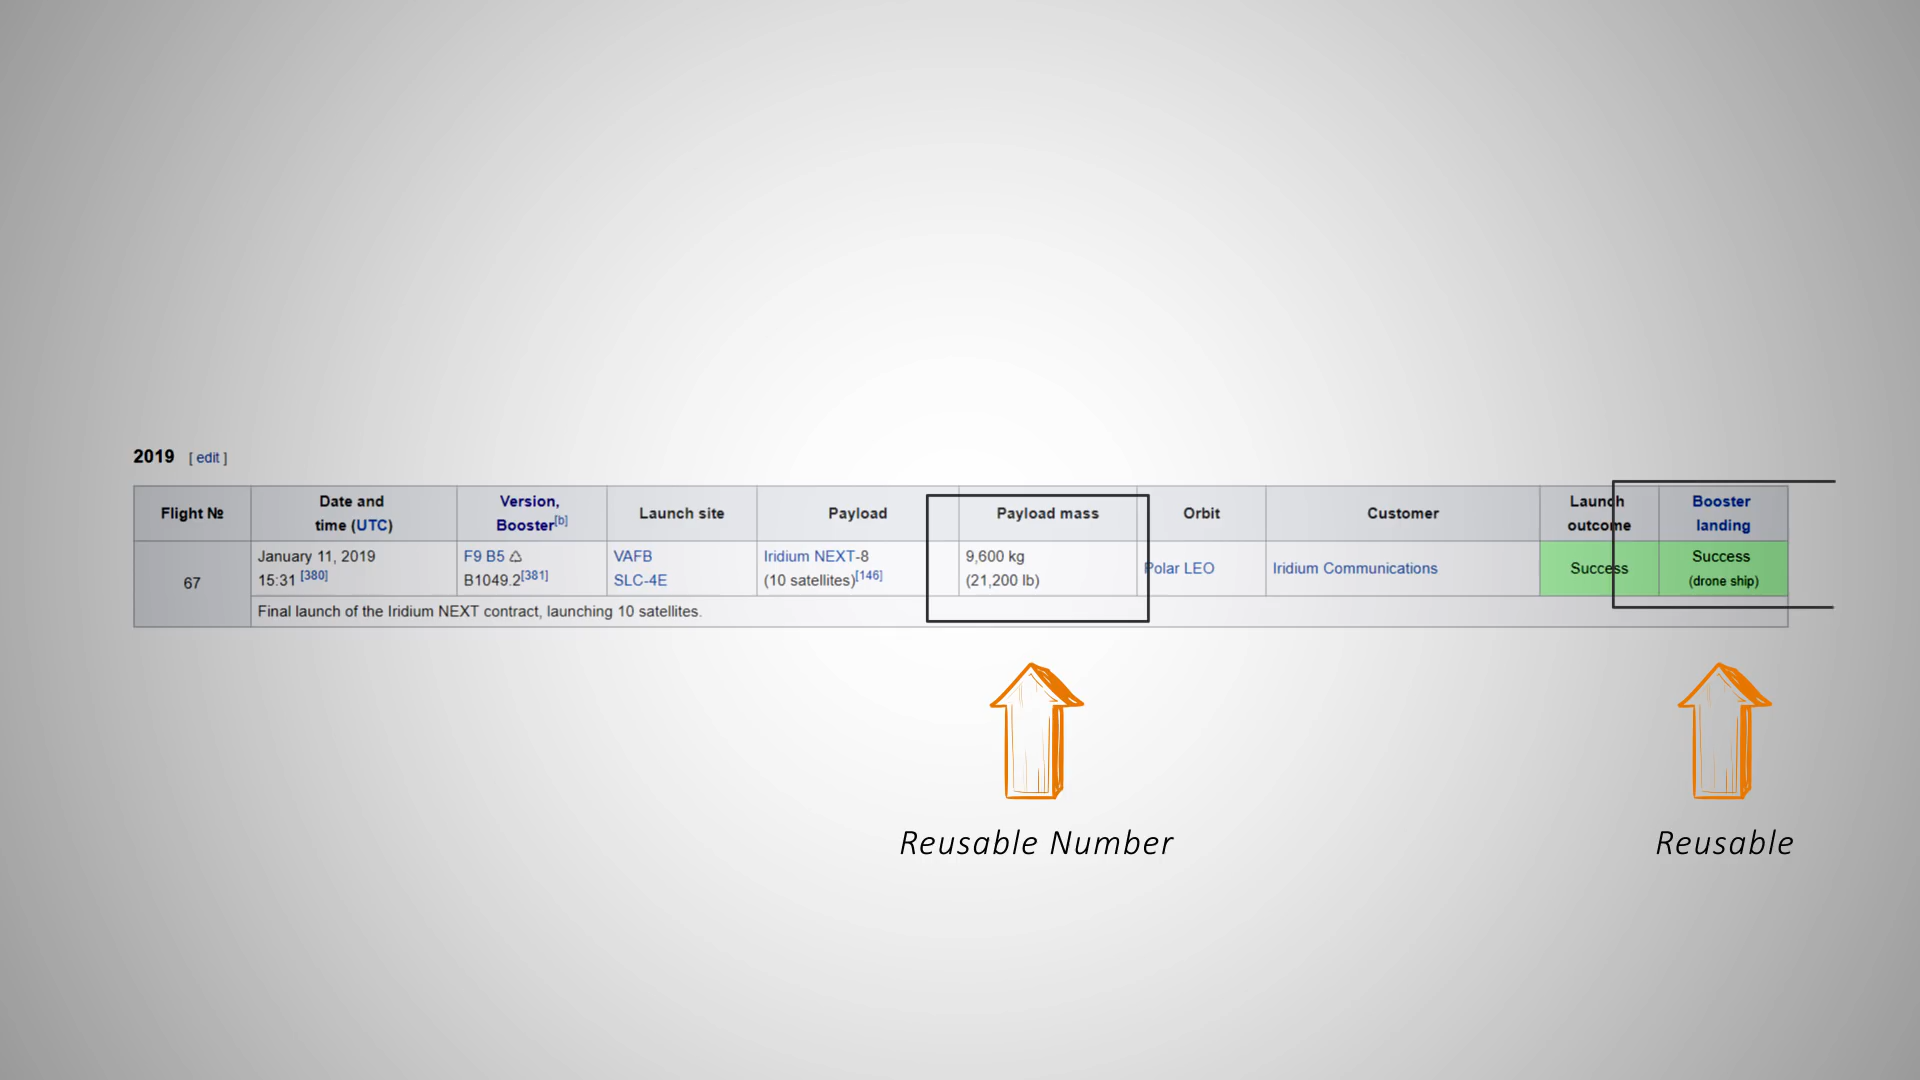 2019 [ edit ]
Flight № Date and time (UTC) Version, Booster[b] Launch site Payload Payload mass Orbit Customer Launch outcome Booster landing
67
January 11, 2019
15:31 [380]
F9 B5 ♺
B1049.2[381]
VAFB
SLC-4E
Iridium NEXT-8
(10 satellites)[146]
9,600 kg
(21,200 lb)
Polar LEO
Iridium Communications
Success
Success
(drone ship)
Final launch of the Iridium NEXT contract, launching 10 satellites.
Reusable Number
Reusable